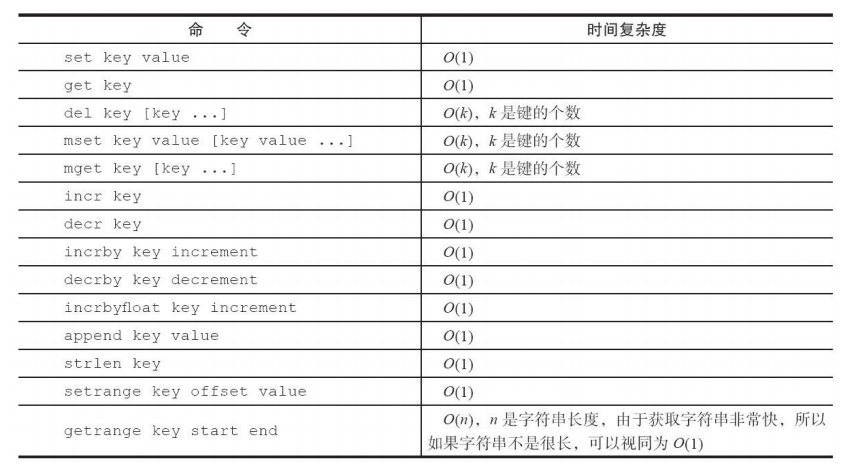 命 令 时间复杂度
set key value O(1)
get key O(1)
del key [key ...] O(k)，k 是键的个数
mset key value [key value ...] O(k)，k 是键的个数
mget key [key ...] O(k)，k 是键的个数
incr key O(1)
decr key O(1)
incrby key increment O(1)
decrby key decrement O(1)
incrbyfloat key increment O(1)
append key value O(1)
strlen key O(1)
setrange key offset value O(1)
getrange key start end O(n)，n 是字符串长度，由于获取字符串非常快，所以
如果字符串不是很长，可以视同为 O(1)